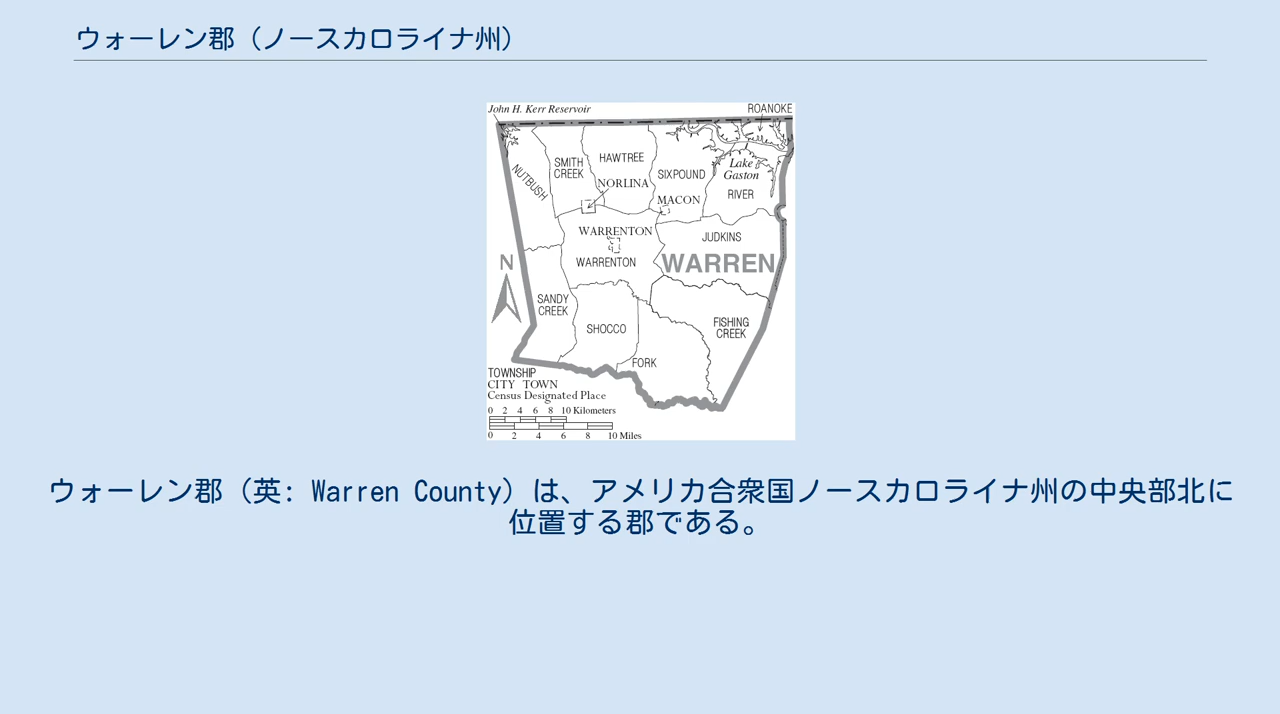 ウォーレン郡（ノースカロライナ州）
John H. Kerr Reservoir
ROANOKE
NUTBUSH
SMITH
CREEK
HAWTREE
NORLINA
SIXPOUND
MACON
Lake
Gaston
RIVER
WARRENTON
WARRENTON
JUDKINS
WARREN
N
SANDY
CREEK
SHOCCO
FORK
FISHING
CREEK
TOWNSHIP
CITY TOWN
Census Designated Place
0 2 4 6 8 10 Kilometers
0 2 4 6 8 10 Miles
ウォーレン郡（英: Warren County）は、アメリカ合衆国ノースカロライナ州の中央部北に
位置する郡である。